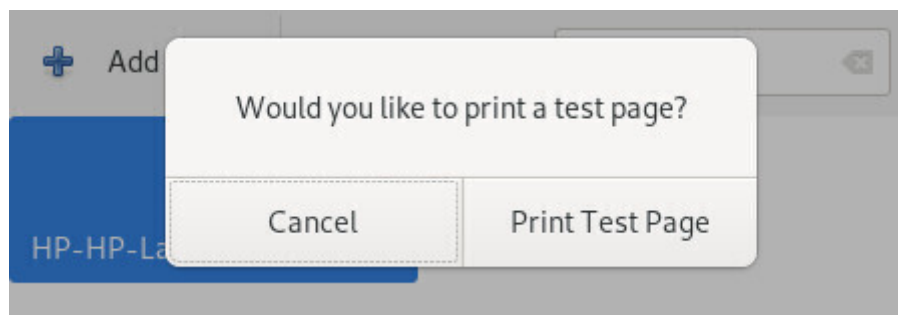 Add
Would you like to print a test page?
Cancel
Print Test Page
HP-HP-La